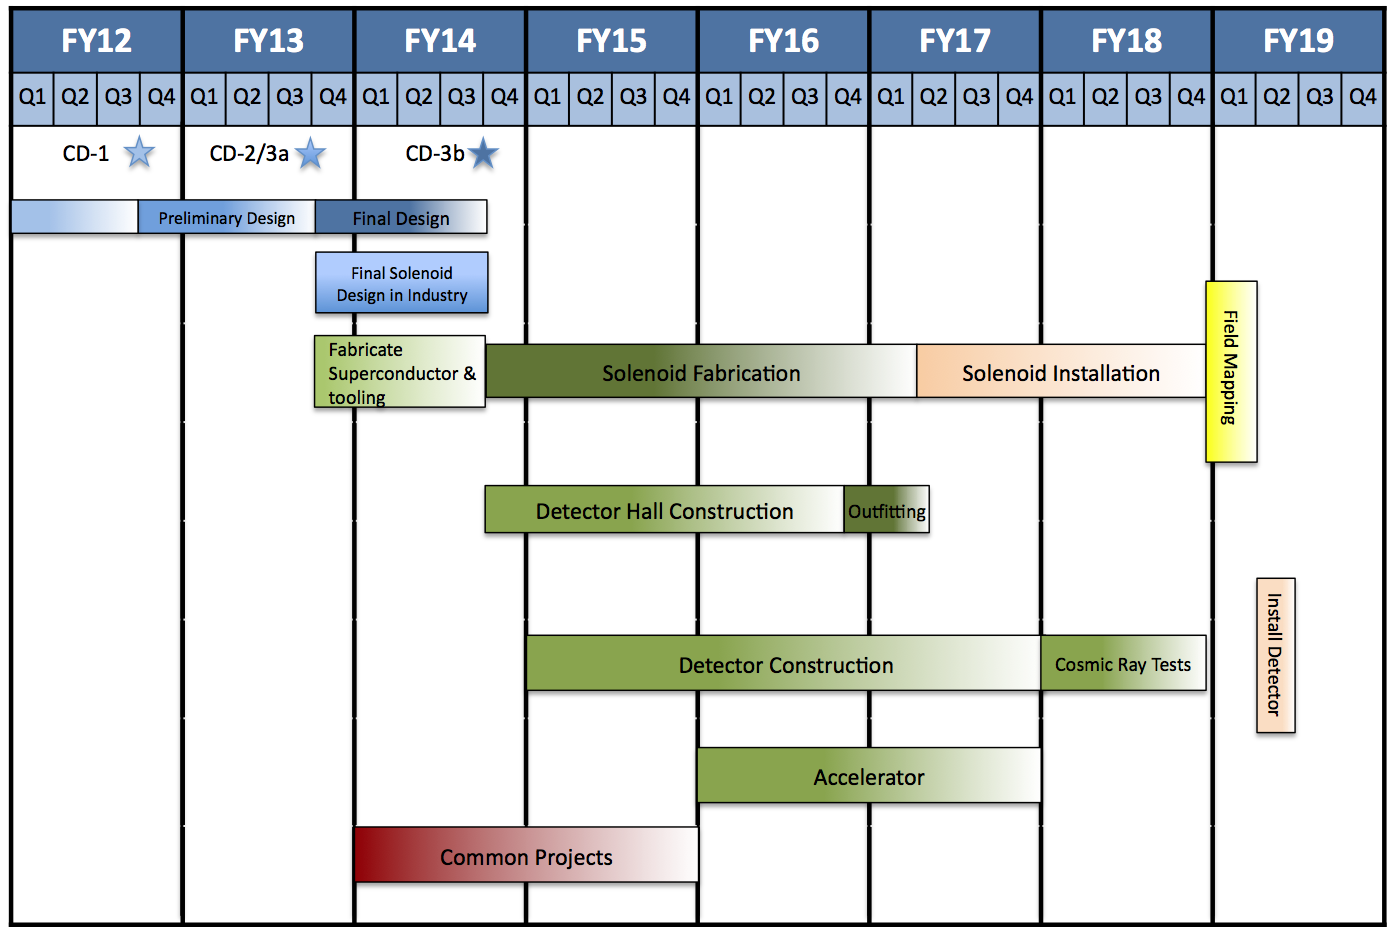 FY12 FY13 FY14 FY15 FY16 FY17 FY18 FY19
Q1 Q2 Q3 Q4 Q1 Q2 Q3 Q4 Q1 Q2 Q3 Q4 Q1 Q2 Q3 Q4 Q1 Q2 Q3 Q4 Q1 Q2 Q3 Q4 Q1 Q2 Q3 Q4 Q1 Q2 Q3 Q4
CD-1 CD-2/3a CD-3b
Preliminary Design Final Design
Final Solenoid
Design in Industry
Fabricate
Superconductor &
tooling
Solenoid Fabrication Solenoid Installation
Field Mapping
Detector Hall Construction Outfitting
Install Detector
Detector Construction Cosmic Ray Tests
Accelerator
Common Projects